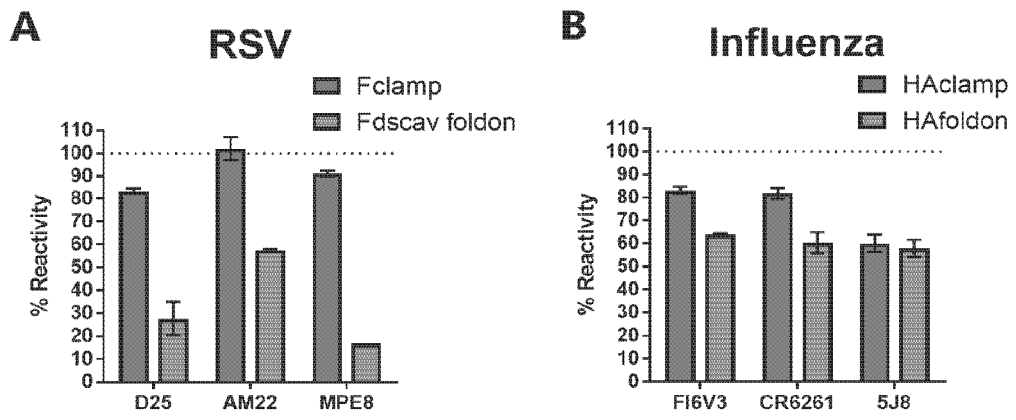 A
RSV
Fclamp
Fdscav foldon
% Reactivity
110
100
90
80
70
60
50
40
30
20
10
0
D25 AM22 MPE8
B
Influenza
HAclamp
HAfoldon
% Reactivity
110
100
90
80
70
60
50
40
30
20
10
0
FI6V3 CR6261 5J8